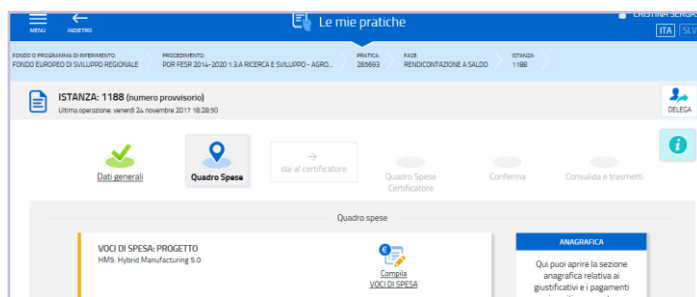 MENU
INDIETRO
Le mie pratiche
CRISTINA SERGAS
ITA SLV
FONDO O PROGRAMMA DI RIFERIMENTO:
FONDO EUROPEO DI SVILUPPO REGIONALE
PROCEDIMENTO:
POR FESR 2014-2020 1.3.A RICERCA E SVILUPPO - AGRO...
PRATICA
265693
FASE:
RENDICONTAZIONE A SALDO
ISTANZA:
1188
ISTANZA: 1188 (numero provvisorio)
Ultima operazione: venerdì 24 novembre 2017 18:28:50
DELEGA
Dati generali
Quadro Spese
dai al certificatore
Quadro Spese
Certificatore
Conferma
Convalida e trasmetti
Quadro spese
VOCI DI SPESA: PROGETTO
HM5: Hybrid Manufacturing 5.0
Compila
VOCI DI SPESA
ANAGRAFICA
Qui puoi aprire la sezione
anagrafica relativa ai
giustificativi e i pagamenti